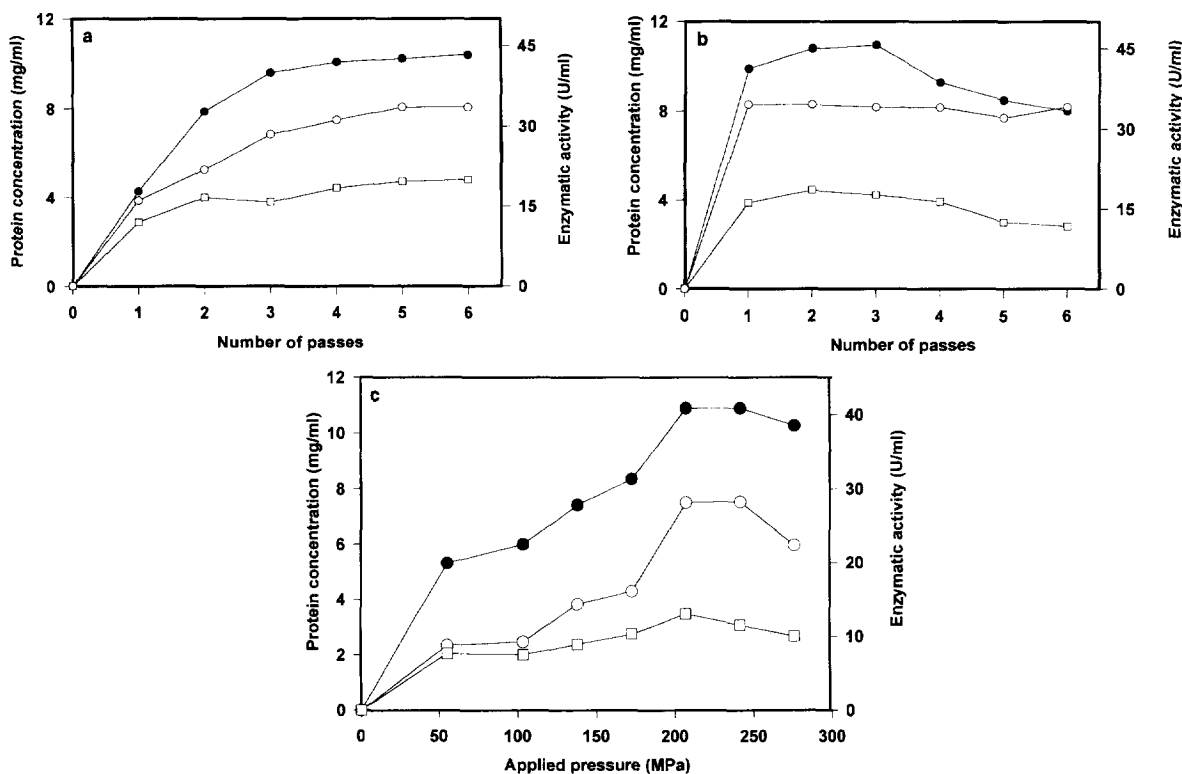 a
Protein concentration (mg/ml)
12
8
4
0
45
30
15
0
Enzymatic activity (U/ml)
0 1 2 3 4 5 6
Number of passes
b
Protein concentration (mg/ml)
12
8
4
0
45
30
15
0
Enzymatic activity (U/ml)
0 1 2 3 4 5 6
Number of passes
c
Protein concentration (mg/ml)
12
10
8
6
4
2
0
40
30
20
10
0
Enzymatic activity (U/ml)
0 50 100 150 200 250 300
Applied pressure (MPa)